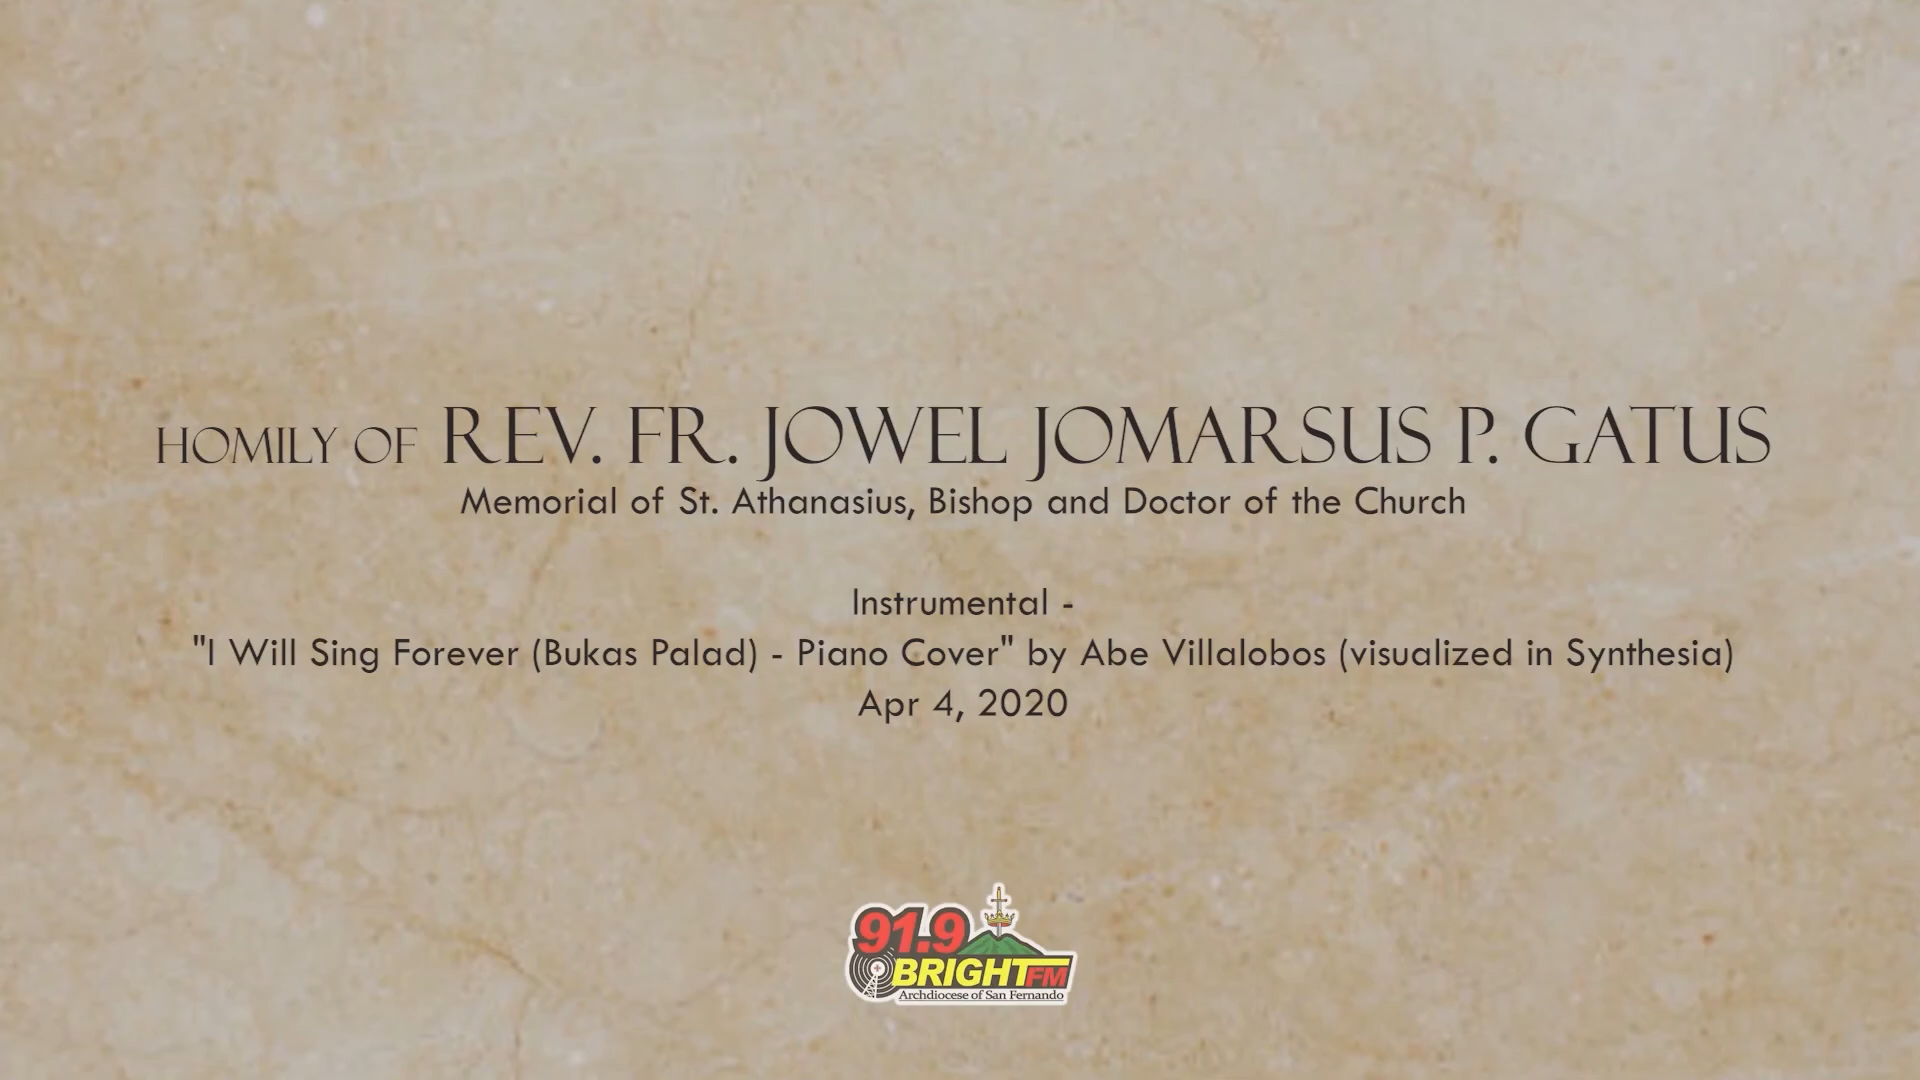 HOMILY OF REV. FR. JOWEL JOMARSUS P. GATUS
Memorial of St. Athanasius, Bishop and Doctor of the Church
Instrumental -
"I Will Sing Forever (Bukas Palad) - Piano Cover" by Abe Villalobos (visualized in Synthesia)
Apr 4, 2020
91.9
BRIGHT FM
Archdiocese of San Fernando